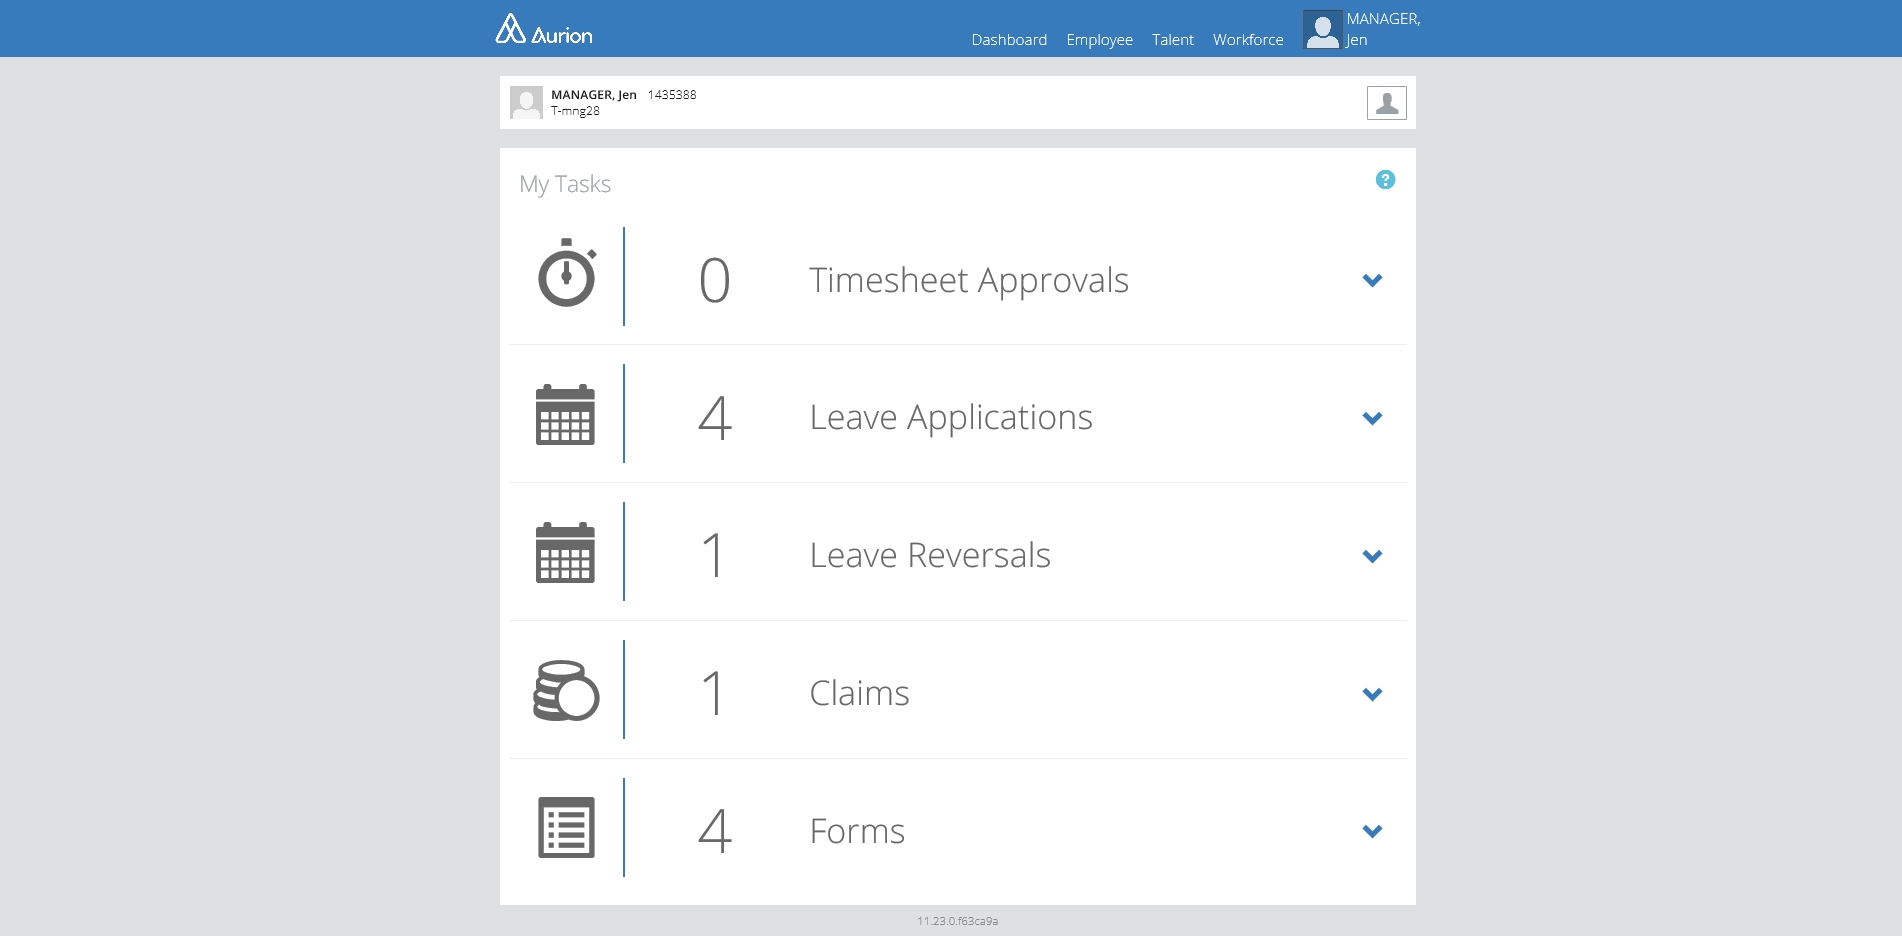 Aurion
Dashboard Employee Talent Workforce MANAGER,
Jen
MANAGER, Jen 1435388
T-mng28
My Tasks
?
0 Timesheet Approvals
4 Leave Applications
1 Leave Reversals
1 Claims
4 Forms
11.23.0.f63ca9a